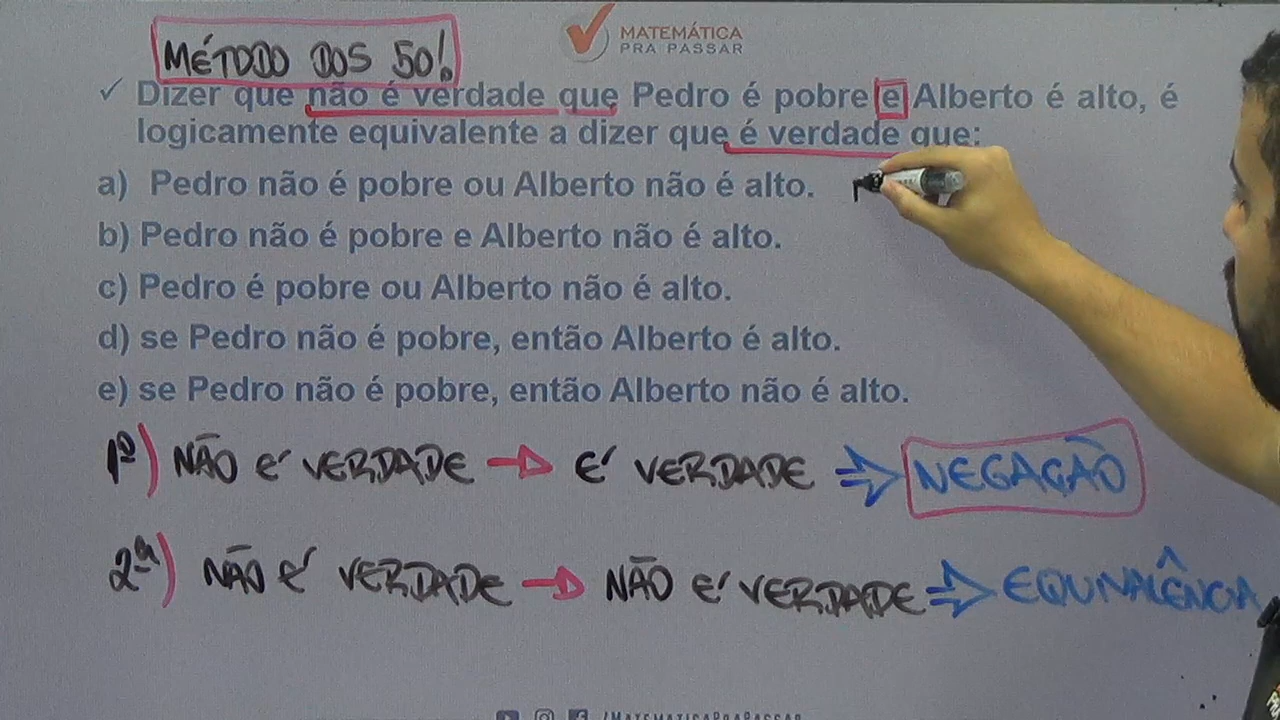 MÉTODO DOS 50!
MATEMÁTICA
PRA PASSAR
✓ Dizer que não é verdade que Pedro é pobre e Alberto é alto, é
logicamente equivalente a dizer que é verdade que:
a) Pedro não é pobre ou Alberto não é alto.
b) Pedro não é pobre e Alberto não é alto.
c) Pedro é pobre ou Alberto não é alto.
d) se Pedro não é pobre, então Alberto é alto.
e) se Pedro não é pobre, então Alberto não é alto.
1º) NÃO É VERDADE → É VERDADE ⇒ NEGAÇÃO
2ª) NÃO É VERDADE → NÃO É VERDADE ⇒ EQUIVALÊNCIA
/MATEMATICAPRAPASSAR